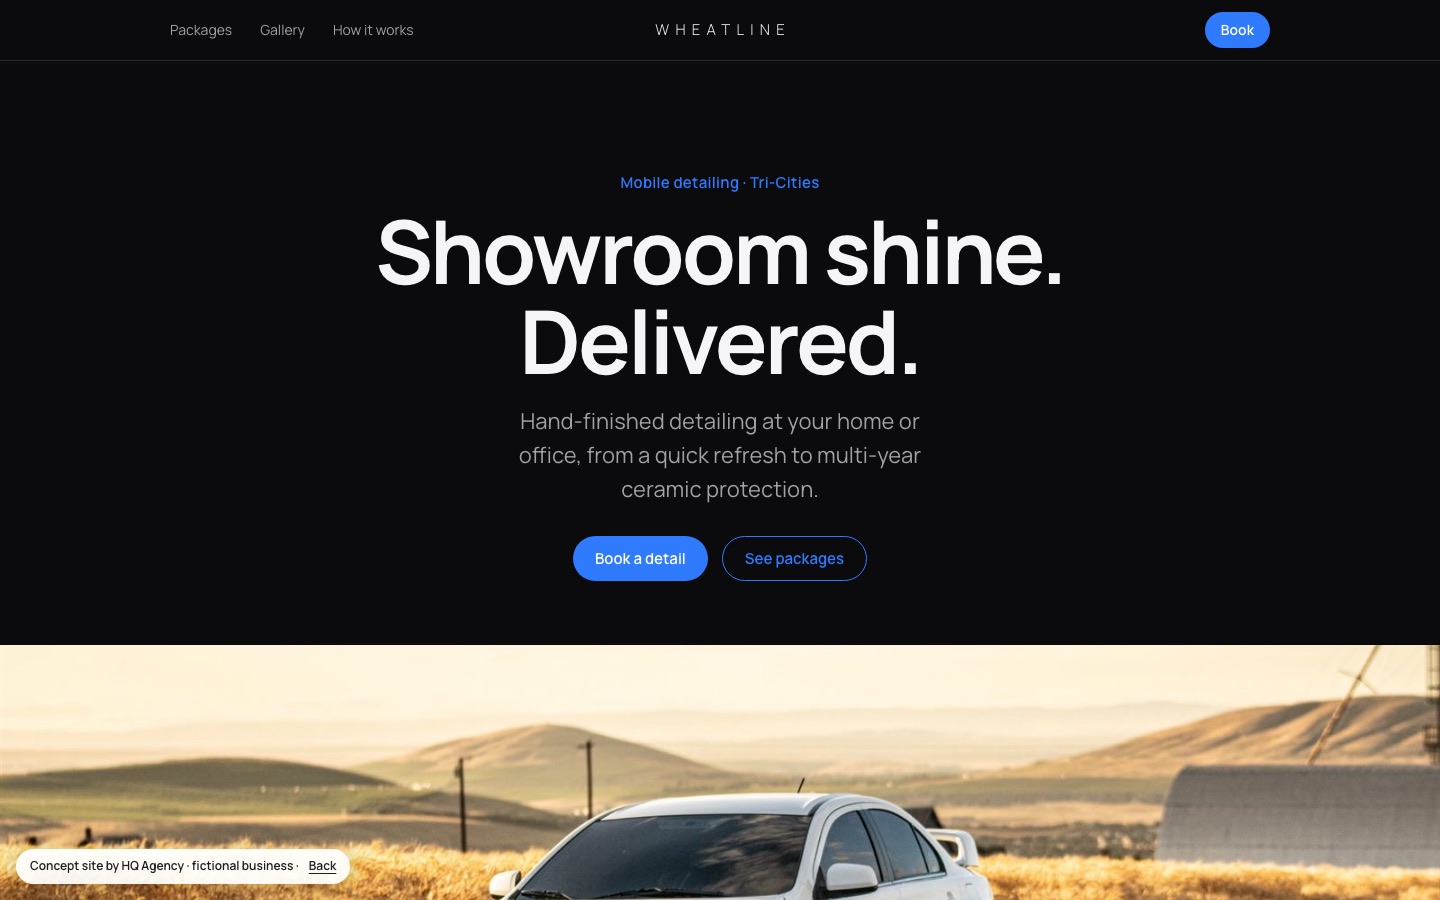 Packages
Gallery
How it works
WHEATLINE
Book
Mobile detailing · Tri-Cities
Showroom shine.
Delivered.
Hand-finished detailing at your home or
office, from a quick refresh to multi-year
ceramic protection.
Book a detail
See packages
Concept site by HQ Agency · fictional business · Back